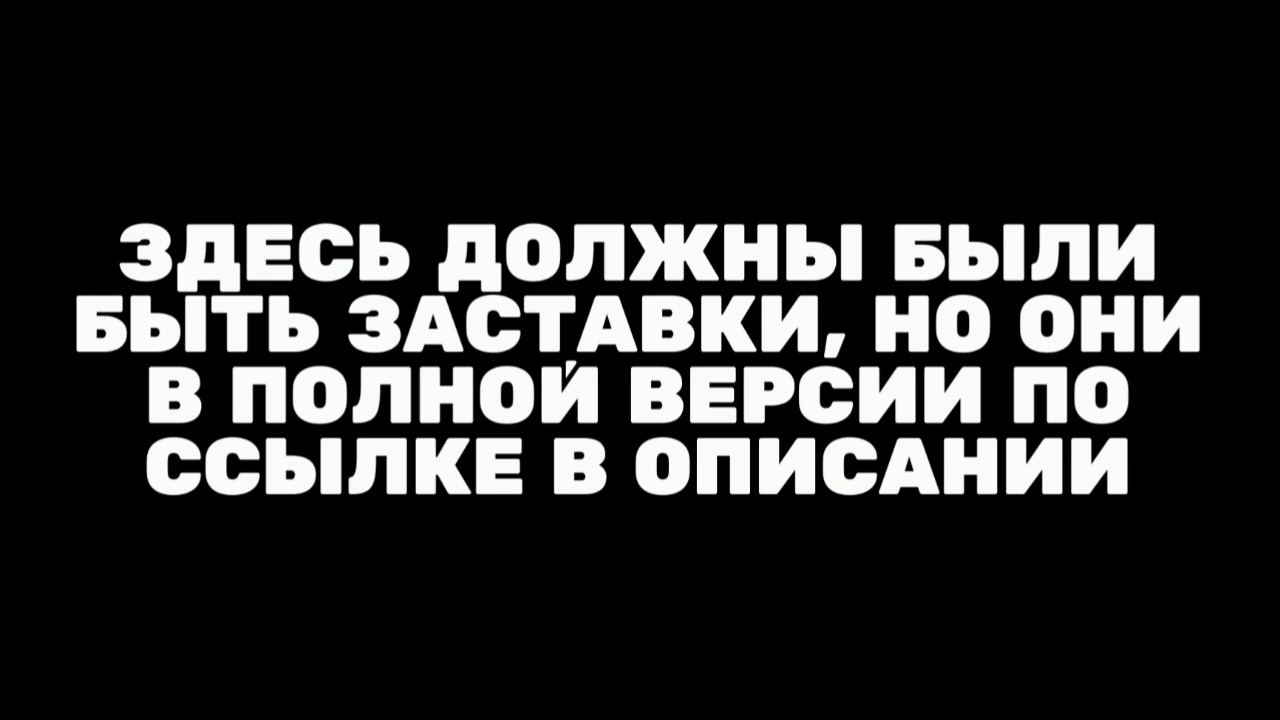 ЗДЕСЬ ДОЛЖНЫ БЫЛИ
БЫТЬ ЗАСТАВКИ, НО ОНИ
В ПОЛНОЙ ВЕРСИИ ПО
ССЫЛКЕ В ОПИСАНИИ